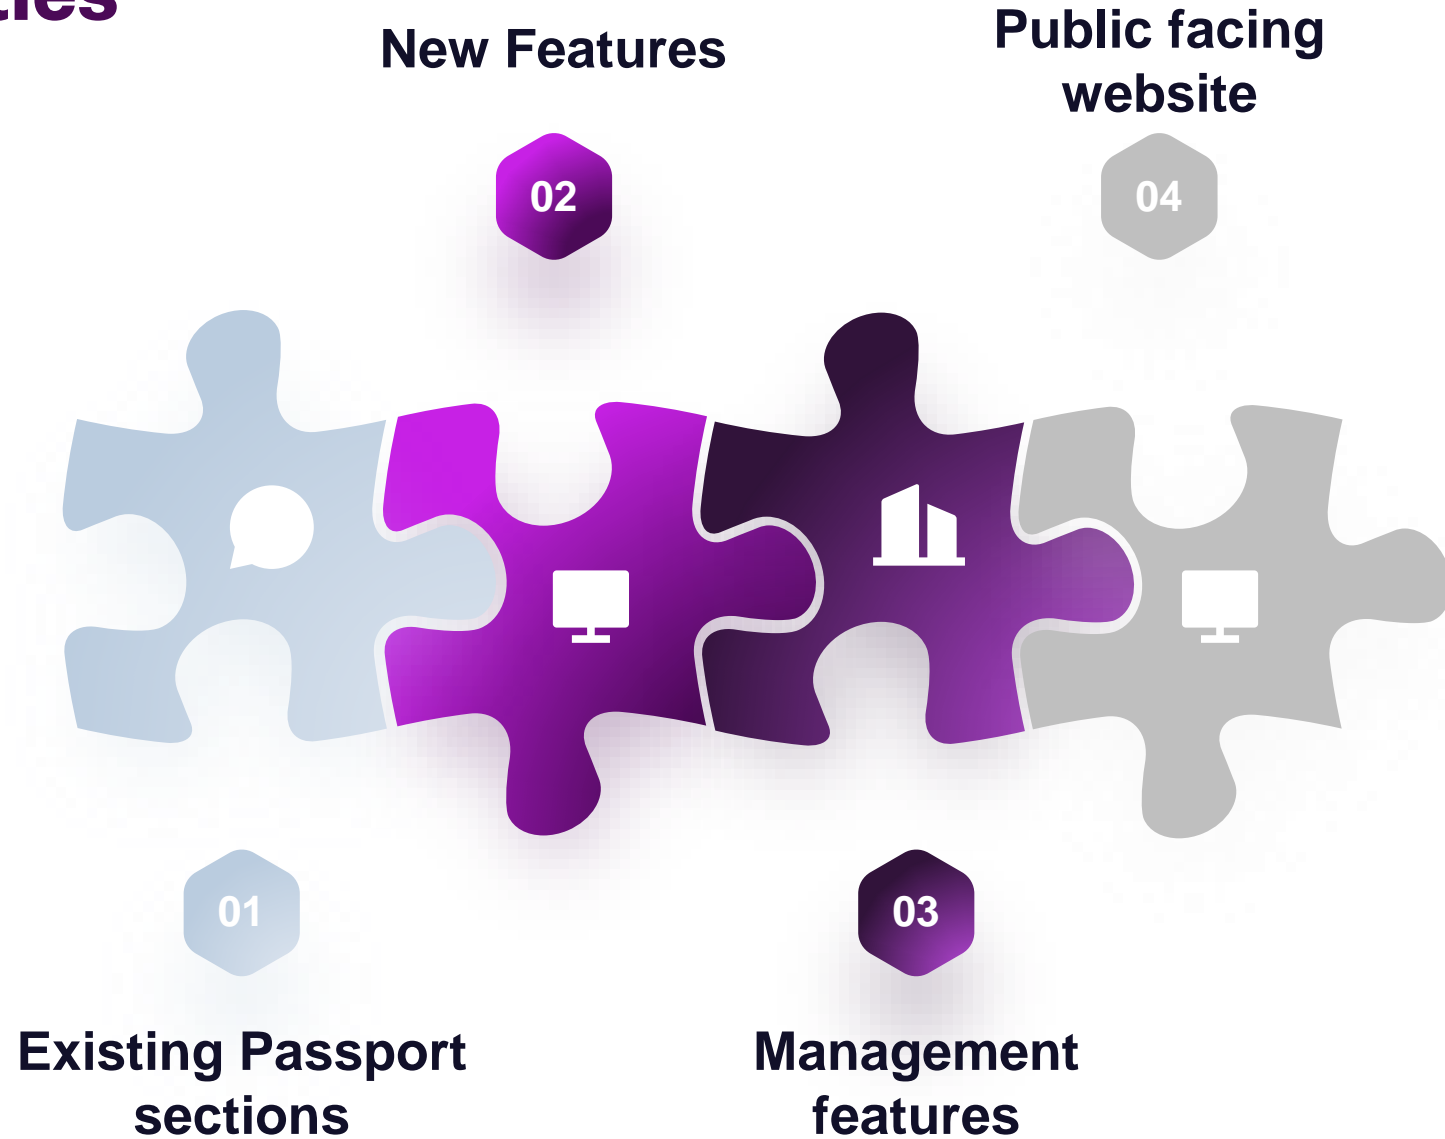 New Features
02
Public facing
website
04
01
Existing Passport
sections
03
Management
features